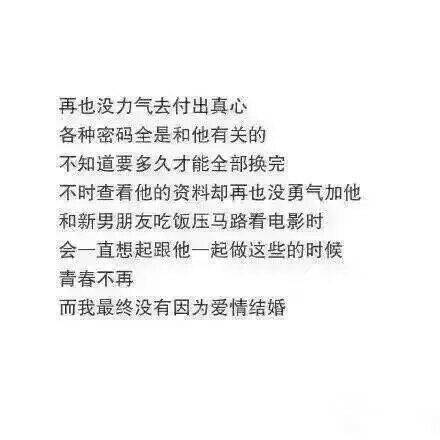 再也没力气去付出真心
各种密码全是和他有关的
不知道要多久才能全部换完
不时查看他的资料却再也没勇气加他
和新男朋友吃饭压马路看电影时
会一直想起跟他一起做这些的时候
青春不再
而我最终没有因为爱情结婚